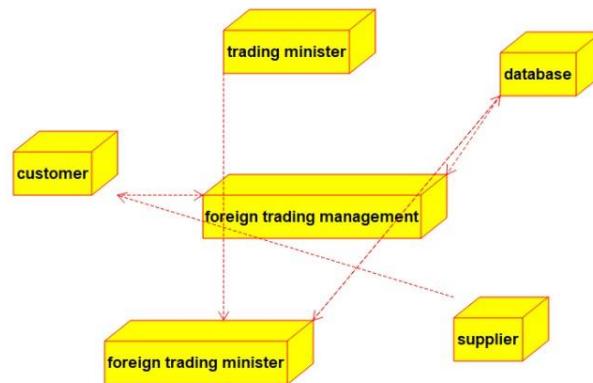 trading minister
database
customer
foreign trading management
supplier
foreign trading minister